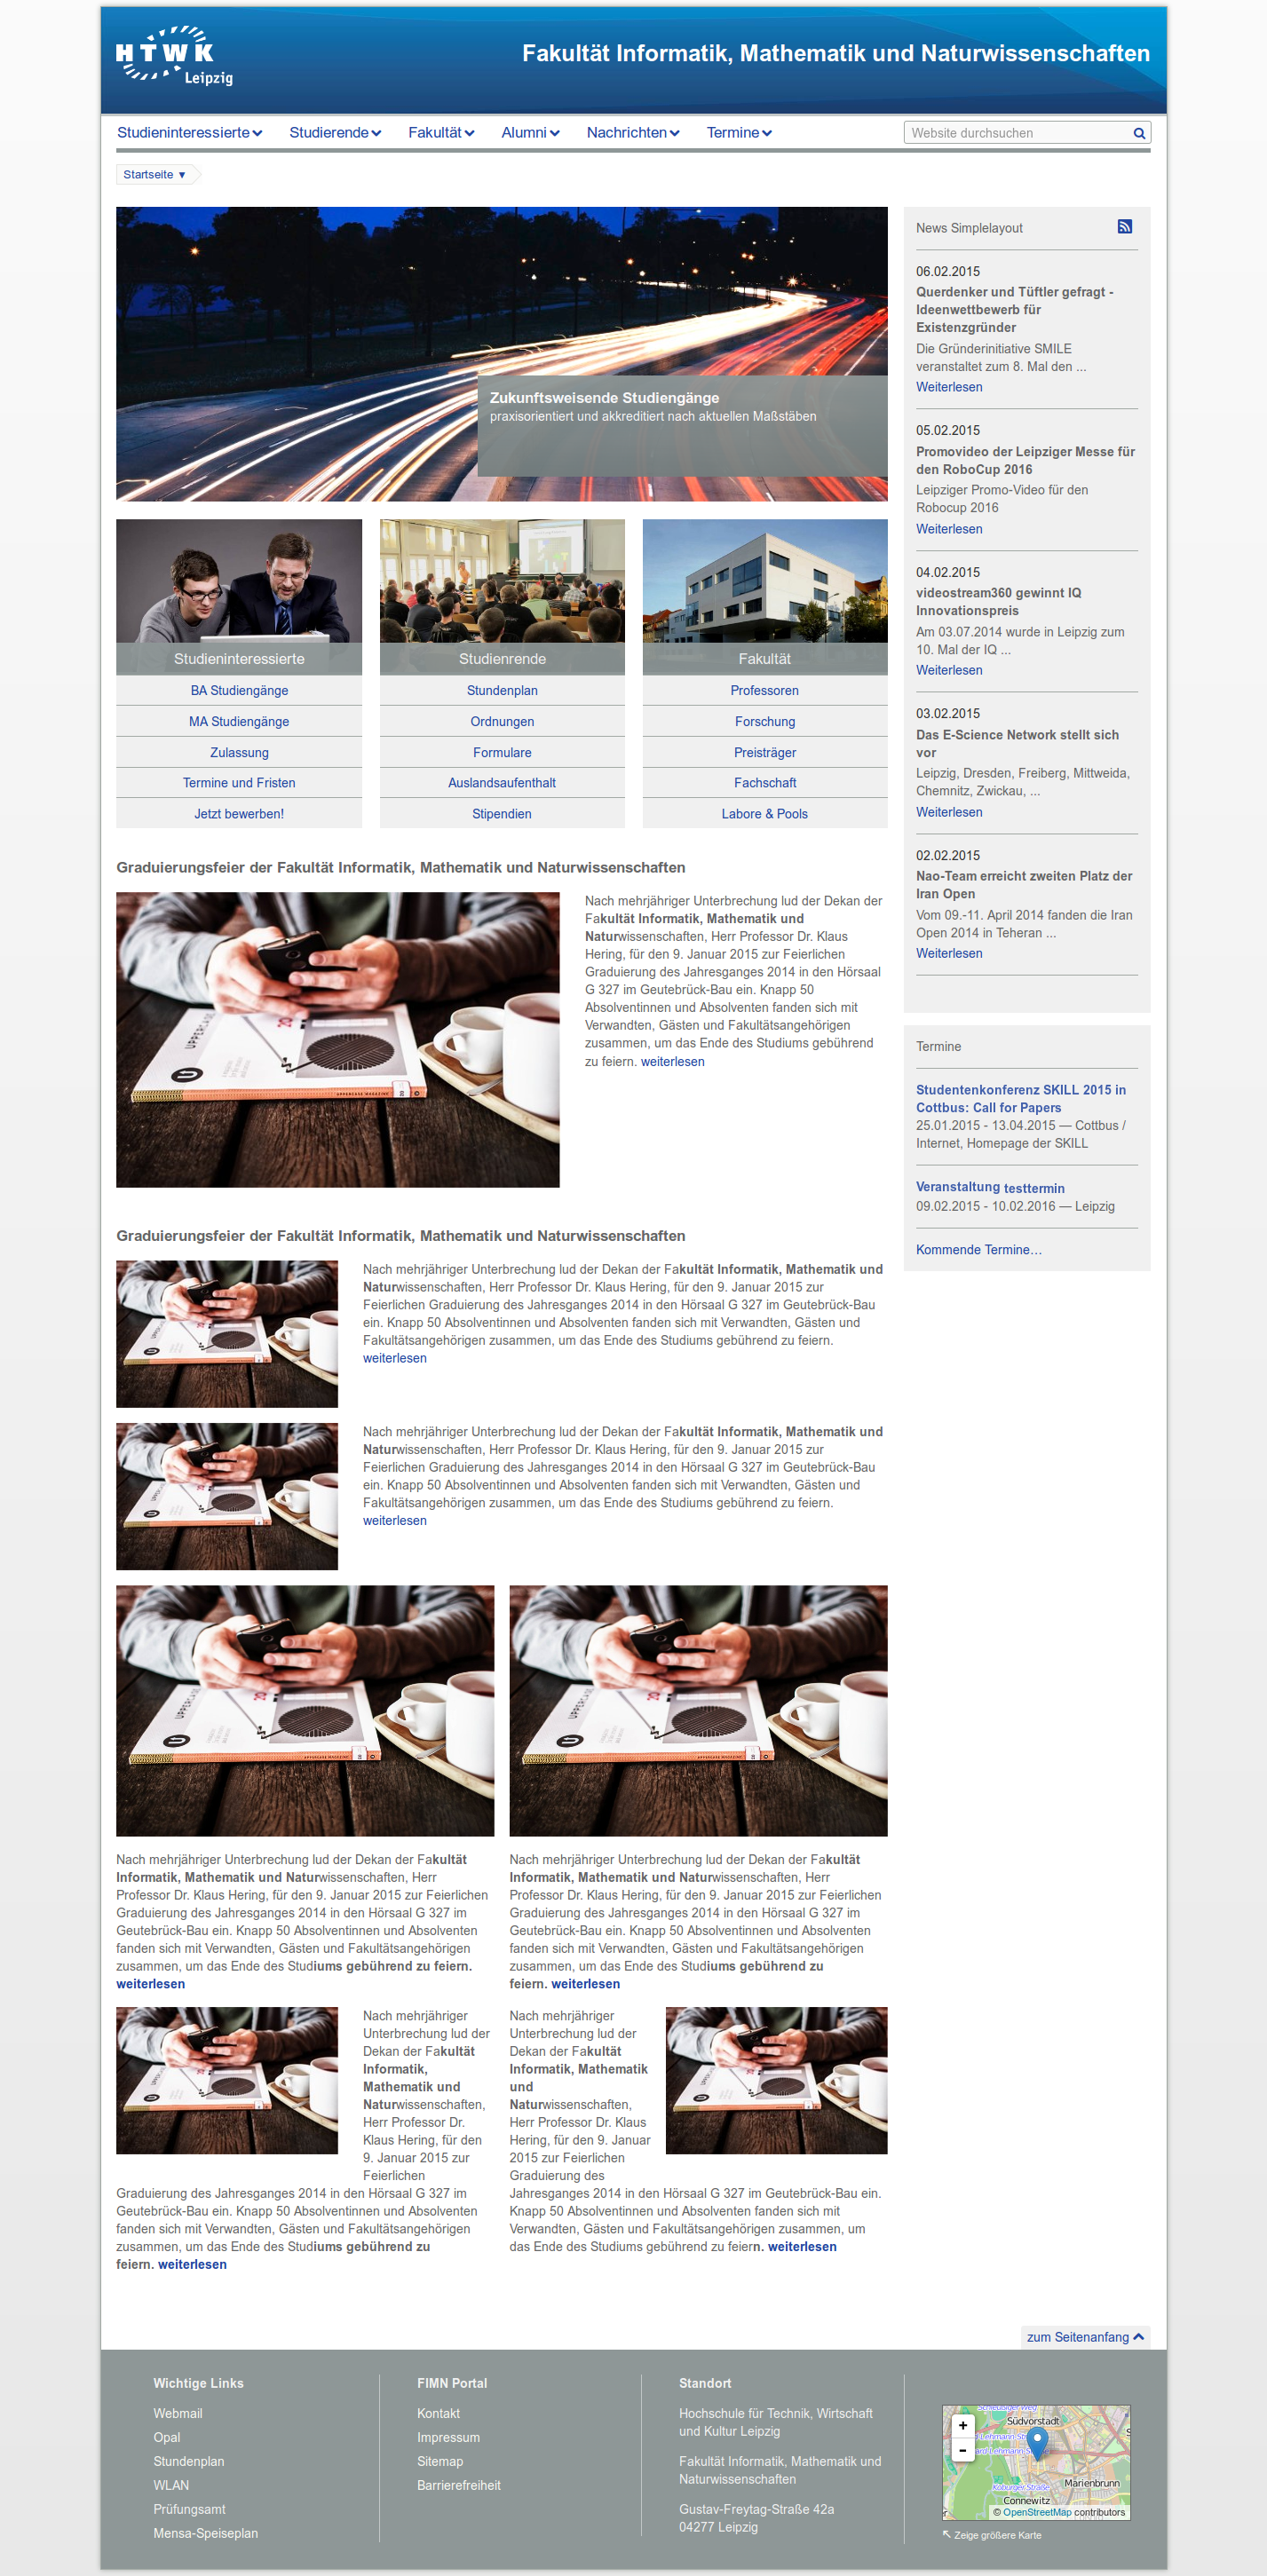 HTWK
Leipzig
Fakultät Informatik, Mathematik und Naturwissenschaften
Studieninteressierte
Studierende
Fakultät
Alumni
Nachrichten
Termine
Website durchsuchen
Startseite ▼
Zukunftsweisende Studiengänge
praxisorientiert und akkreditiert nach aktuellen Maßstäben
Studieninteressierte
BA Studiengänge
MA Studiengänge
Zulassung
Termine und Fristen
Jetzt bewerben!
Studienrende
Stundenplan
Ordnungen
Formulare
Auslandsaufenthalt
Stipendien
Fakultät
Professoren
Forschung
Preisträger
Fachschaft
Labore & Pools
Graduierungsfeier der Fakultät Informatik, Mathematik und Naturwissenschaften
Nach mehrjähriger Unterbrechung lud der Dekan der
Fakultät Informatik, Mathematik und
Naturwissenschaften, Herr Professor Dr. Klaus
Hering, für den 9. Januar 2015 zur Feierlichen
Graduierung des Jahresganges 2014 in den Hörsaal
G 327 im Geutebrück-Bau ein. Knapp 50
Absolventinnen und Absolventen fanden sich mit
Verwandten, Gästen und Fakultätsangehörigen
zusammen, um das Ende des Studiums gebührend
zu feiern. weiterlesen
Graduierungsfeier der Fakultät Informatik, Mathematik und Naturwissenschaften
Nach mehrjähriger Unterbrechung lud der Dekan der Fakultät Informatik, Mathematik und
Naturwissenschaften, Herr Professor Dr. Klaus Hering, für den 9. Januar 2015 zur
Feierlichen Graduierung des Jahresganges 2014 in den Hörsaal G 327 im Geutebrück-Bau
ein. Knapp 50 Absolventinnen und Absolventen fanden sich mit Verwandten, Gästen und
Fakultätsangehörigen zusammen, um das Ende des Studiums gebührend zu feiern.
weiterlesen
Nach mehrjähriger Unterbrechung lud der Dekan der Fakultät Informatik, Mathematik und
Naturwissenschaften, Herr Professor Dr. Klaus Hering, für den 9. Januar 2015 zur
Feierlichen Graduierung des Jahresganges 2014 in den Hörsaal G 327 im Geutebrück-Bau
ein. Knapp 50 Absolventinnen und Absolventen fanden sich mit Verwandten, Gästen und
Fakultätsangehörigen zusammen, um das Ende des Studiums gebührend zu feiern.
weiterlesen
Nach mehrjähriger Unterbrechung lud der Dekan der Fakultät
Informatik, Mathematik und Naturwissenschaften, Herr
Professor Dr. Klaus Hering, für den 9. Januar 2015 zur Feierlichen
Graduierung des Jahresganges 2014 in den Hörsaal G 327 im
Geutebrück-Bau ein. Knapp 50 Absolventinnen und Absolventen
fanden sich mit Verwandten, Gästen und Fakultätsangehörigen
zusammen, um das Ende des Studiums gebührend zu feiern.
weiterlesen
Nach mehrjähriger Unterbrechung lud der Dekan der Fakultät
Informatik, Mathematik und Naturwissenschaften, Herr
Professor Dr. Klaus Hering, für den 9. Januar 2015 zur Feierlichen
Graduierung des Jahresganges 2014 in den Hörsaal G 327 im
Geutebrück-Bau ein. Knapp 50 Absolventinnen und Absolventen
fanden sich mit Verwandten, Gästen und Fakultätsangehörigen
zusammen, um das Ende des Studiums gebührend zu
feiern. weiterlesen
Nach mehrjähriger
Unterbrechung lud der
Dekan der Fakultät
Informatik,
Mathematik und
Naturwissenschaften,
Herr Professor Dr.
Klaus Hering, für den
9. Januar 2015 zur
Feierlichen
Graduierung des Jahresganges 2014 in den Hörsaal G 327 im
Geutebrück-Bau ein. Knapp 50 Absolventinnen und Absolventen
fanden sich mit Verwandten, Gästen und Fakultätsangehörigen
zusammen, um das Ende des Studiums gebührend zu
feiern. weiterlesen
Nach mehrjähriger
Unterbrechung lud der
Dekan der Fakultät
Informatik, Mathematik
und
Naturwissenschaften,
Herr Professor Dr. Klaus
Hering, für den 9. Januar
2015 zur Feierlichen
Graduierung des
Jahresganges 2014 in den Hörsaal G 327 im Geutebrück-Bau ein.
Knapp 50 Absolventinnen und Absolventen fanden sich mit
Verwandten, Gästen und Fakultätsangehörigen zusammen, um
das Ende des Studiums gebührend zu feiern. weiterlesen
News Simplelayout
06.02.2015
Querdenker und Tüftler gefragt -
Ideenwettbewerb für
Existenzgründer
Die Gründerinitiative SMILE
veranstaltet zum 8. Mal den ...
Weiterlesen
05.02.2015
Promovideo der Leipziger Messe für
den RoboCup 2016
Leipziger Promo-Video für den
Robocup 2016
Weiterlesen
04.02.2015
videostream360 gewinnt IQ
Innovationspreis
Am 03.07.2014 wurde in Leipzig zum
10. Mal der IQ ...
Weiterlesen
03.02.2015
Das E-Science Network stellt sich
vor
Leipzig, Dresden, Freiberg, Mittweida,
Chemnitz, Zwickau, ...
Weiterlesen
02.02.2015
Nao-Team erreicht zweiten Platz der
Iran Open
Vom 09.-11. April 2014 fanden die Iran
Open 2014 in Teheran ...
Weiterlesen
Termine
Studentenkonferenz SKILL 2015 in
Cottbus: Call for Papers
25.01.2015 - 13.04.2015 — Cottbus /
Internet, Homepage der SKILL
Veranstaltung testtermin
09.02.2015 - 10.02.2016 — Leipzig
Kommende Termine…
zum Seitenanfang
Wichtige Links
Webmail
Opal
Stundenplan
WLAN
Prüfungsamt
Mensa-Speiseplan
FIMN Portal
Kontakt
Impressum
Sitemap
Barrierefreiheit
Standort
Hochschule für Technik, Wirtschaft
und Kultur Leipzig
Fakultät Informatik, Mathematik und
Naturwissenschaften
Gustav-Freytag-Straße 42a
04277 Leipzig
+
-
Südvorstadt
Marienbrunn
Connewitz
© OpenStreetMap contributors
Zeige größere Karte